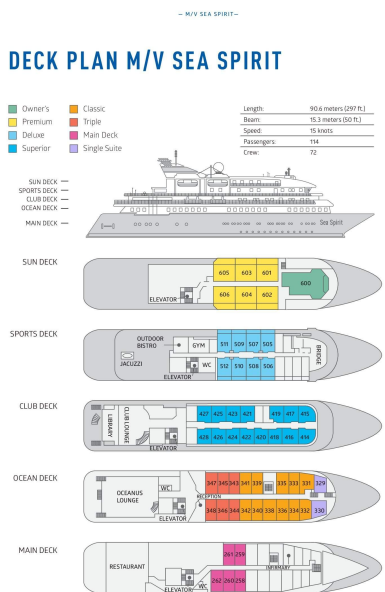 — M/V SEA SPIRIT—
DECK PLAN M/V SEA SPIRIT
Owner's
Premium
Deluxe
Superior
Classic
Triple
Main Deck
Single Suite
Length: 90.6 meters (297 ft.)
Beam: 15.3 meters (50 ft.)
Speed: 15 knots
Passengers: 114
Crew: 72
SUN DECK
SPORTS DECK
CLUB DECK
OCEAN DECK
MAIN DECK
Sea Spirit
SUN DECK
605 603 601
600
606 604 602
ELEVATOR
SPORTS DECK
OUTDOOR
BISTRO
GYM
511 509 507 505
BRIDGE
JACUZZI
WC
512 510 508 506
ELEVATOR
CLUB DECK
LIBRARY
CLUB LOUNGE
427 425 423 421 419 417 415
428 426 424 422 420 418 416 414
ELEVATOR
OCEAN DECK
OCEANUS
LOUNGE
WC
347 345 343 341 339 335 333 331 329
RECEPTION
348 346 344 342 340 338 336 334 332 330
ELEVATOR
MAIN DECK
RESTAURANT
261 259
INFIRMARY
WC
262 260 258
ELEVATOR